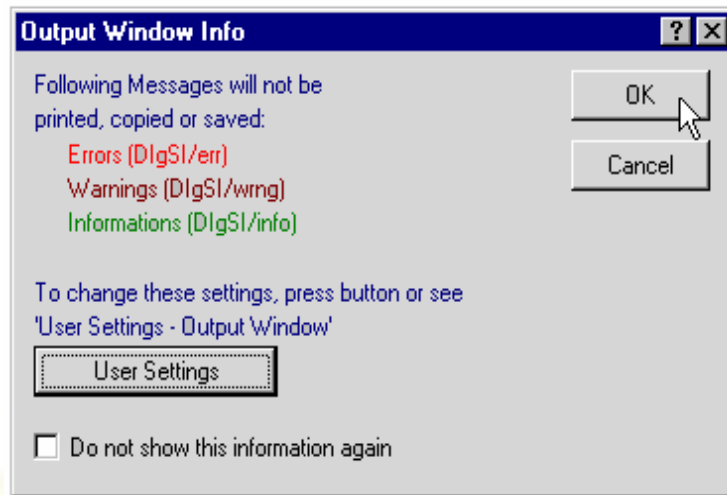 Output Window Info
Following Messages will not be
printed, copied or saved:
Errors (DIgSI/err)
Warnings (DIgSI/wrng)
Informations (DIgSI/info)
OK
Cancel
To change these settings, press button or see
'User Settings - Output Window'
User Settings
Do not show this information again